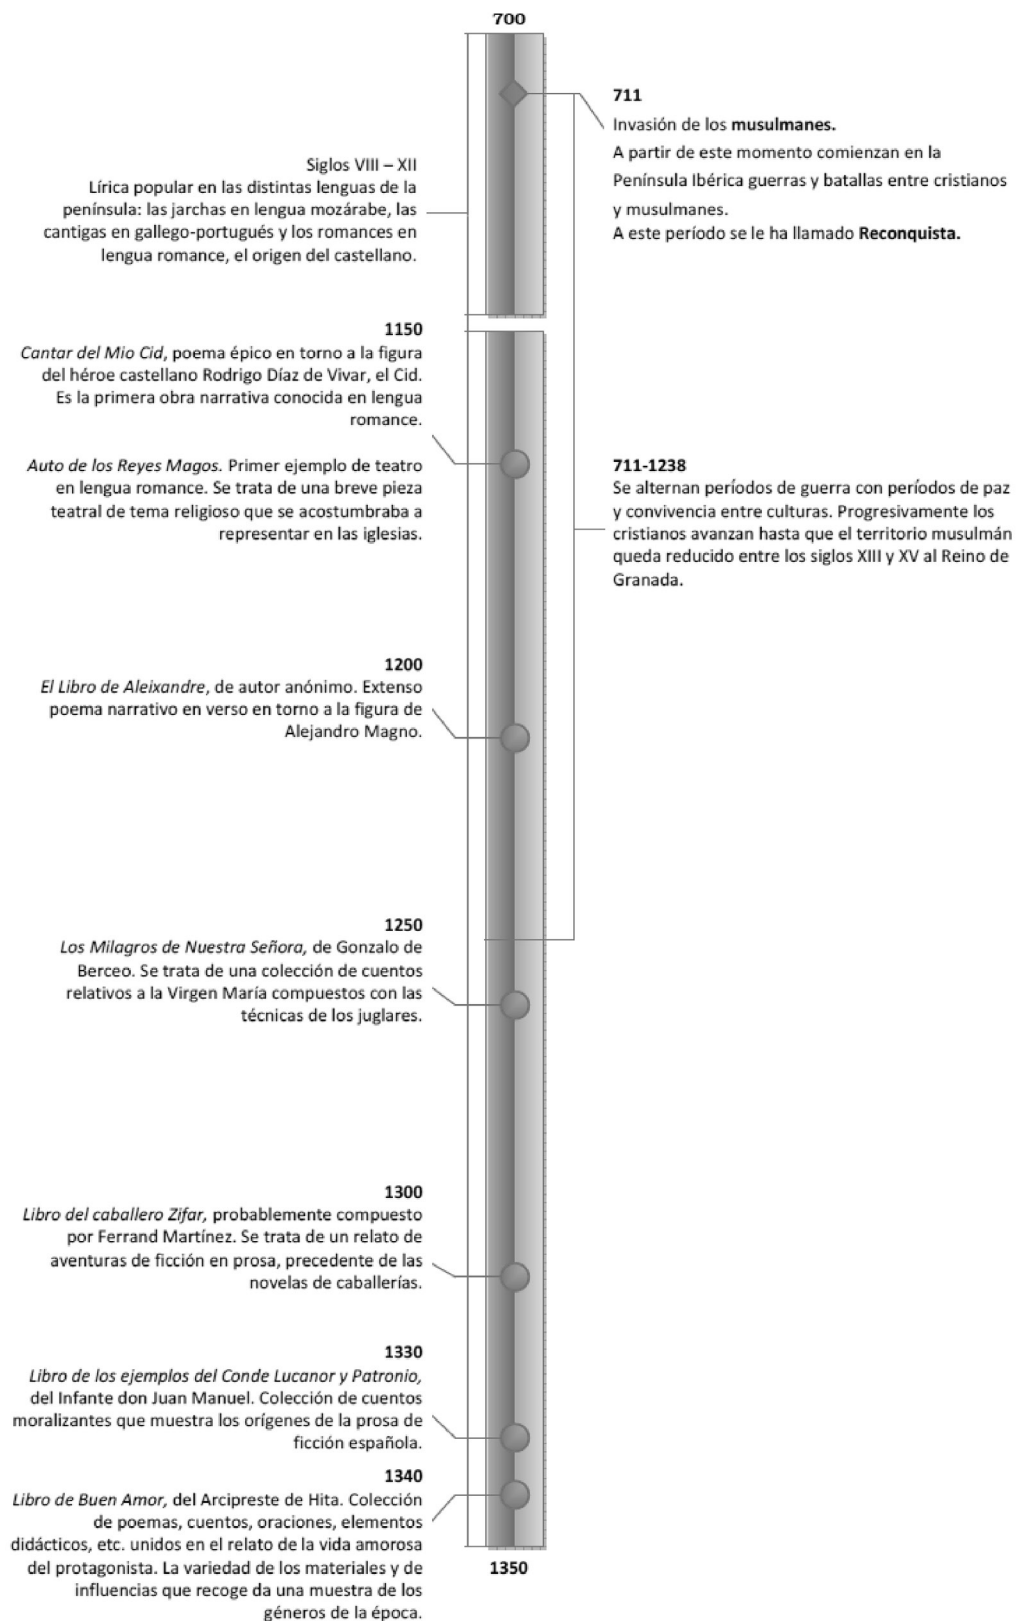 700
711
Invasión de los musulmanes.
A partir de este momento comienzan en la
Península Ibérica guerras y batallas entre cristianos
y musulmanes.
A este período se le ha llamado Reconquista.
Siglos VIII – XII
Lírica popular en las distintas lenguas de la
península: las jarchas en lengua mozárabe, las
cantigas en gallego-portugués y los romances en
lengua romance, el origen del castellano.
1150
Cantar del Mio Cid, poema épico en torno a la figura
del héroe castellano Rodrigo Díaz de Vivar, el Cid.
Es la primera obra narrativa conocida en lengua
romance.
Auto de los Reyes Magos. Primer ejemplo de teatro
en lengua romance. Se trata de una breve pieza
teatral de tema religioso que se acostumbraba a
representar en las iglesias.
711-1238
Se alternan períodos de guerra con períodos de paz
y convivencia entre culturas. Progresivamente los
cristianos avanzan hasta que el territorio musulmán
queda reducido entre los siglos XIII y XV al Reino de
Granada.
1200
El Libro de Aleixandre, de autor anónimo. Extenso
poema narrativo en verso en torno a la figura de
Alejandro Magno.
1250
Los Milagros de Nuestra Señora, de Gonzalo de
Berceo. Se trata de una colección de cuentos
relativos a la Virgen María compuestos con las
técnicas de los juglares.
1300
Libro del caballero Zifar, probablemente compuesto
por Ferrand Martínez. Se trata de un relato de
aventuras de ficción en prosa, precedente de las
novelas de caballerías.
1330
Libro de los ejemplos del Conde Lucanor y Patronio,
del Infante don Juan Manuel. Colección de cuentos
moralizantes que muestra los orígenes de la prosa de
ficción española.
1340
Libro de Buen Amor, del Arcipreste de Hita. Colección
de poemas, cuentos, oraciones, elementos
didácticos, etc. unidos en el relato de la vida amorosa
del protagonista. La variedad de los materiales y de
influencias que recoge da una muestra de los
géneros de la época.
1350